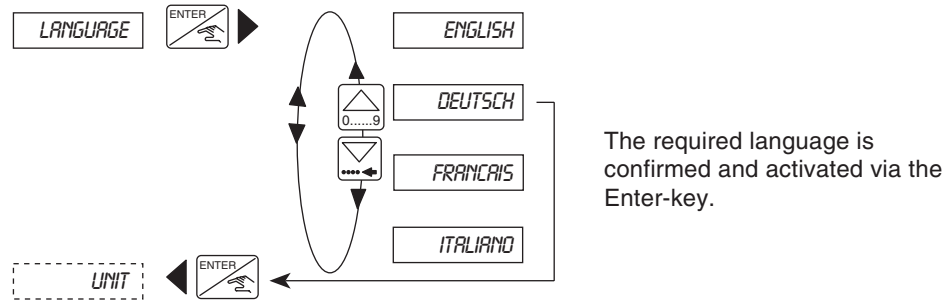 LANGUAGE
ENTER
ENGLISH
DEUTSCH
0......9
FRANCAIS
ITALIANO
The required language is
confirmed and activated via the
Enter-key.
UNIT
ENTER